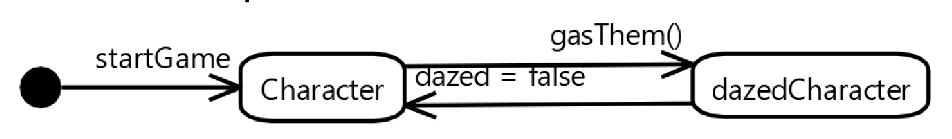 gasThem()
startGame
dazed = false
Character
dazedCharacter